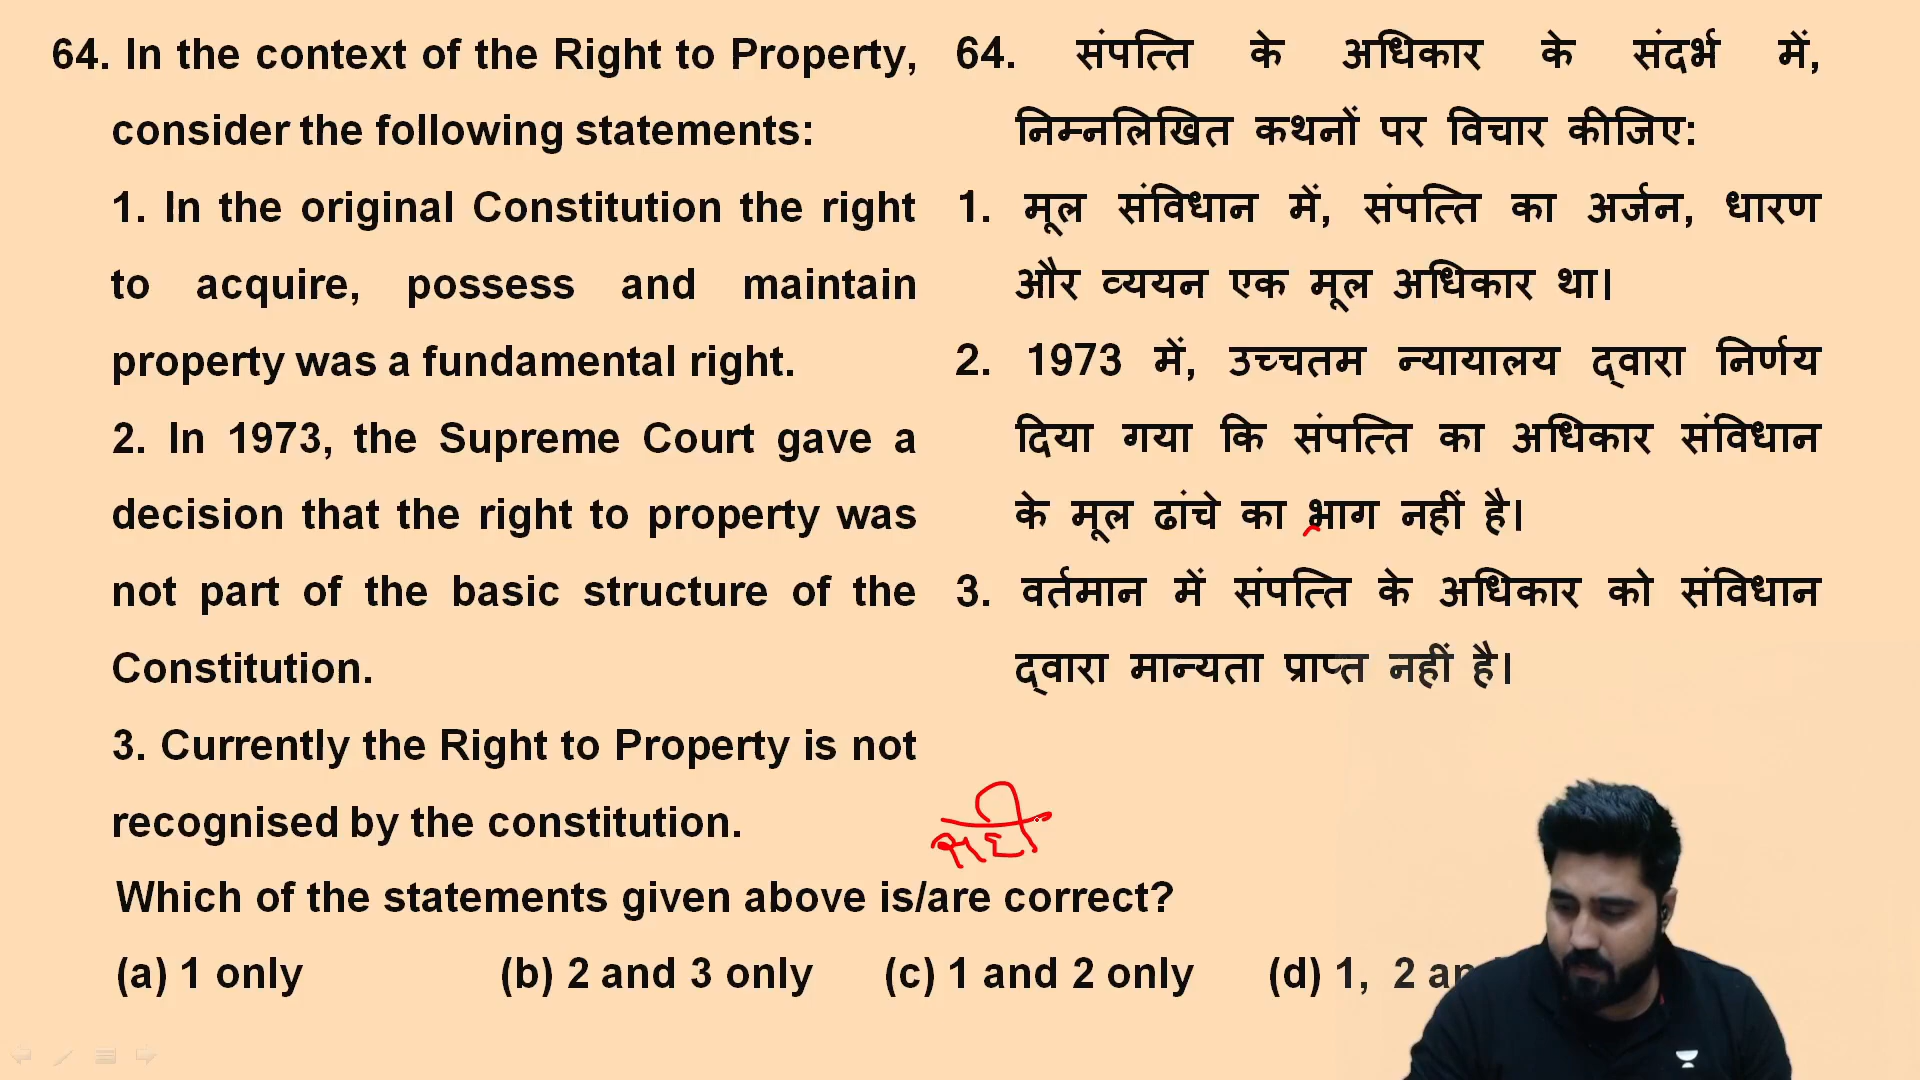 64. In the context of the Right to Property,
consider the following statements:
1. In the original Constitution the right
to acquire, possess and maintain
property was a fundamental right.
2. In 1973, the Supreme Court gave a
decision that the right to property was
not part of the basic structure of the
Constitution.
3. Currently the Right to Property is not
recognised by the constitution.
Which of the statements given above is/are correct?
(a) 1 only (b) 2 and 3 only (c) 1 and 2 only (d) 1, 2
64. संपत्ति के अधिकार के संदर्भ में,
निम्नलिखित कथनों पर विचार कीजिए:
1. मूल संविधान में, संपत्ति का अर्जन, धारण
और व्ययन एक मूल अधिकार था।
2. 1973 में, उच्चतम न्यायालय द्वारा निर्णय
दिया गया कि संपत्ति का अधिकार संविधान
के मूल ढांचे का भाग नहीं है।
3. वर्तमान में संपत्ति के अधिकार को संविधान
द्वारा मान्यता प्राप्त नहीं है।
सही